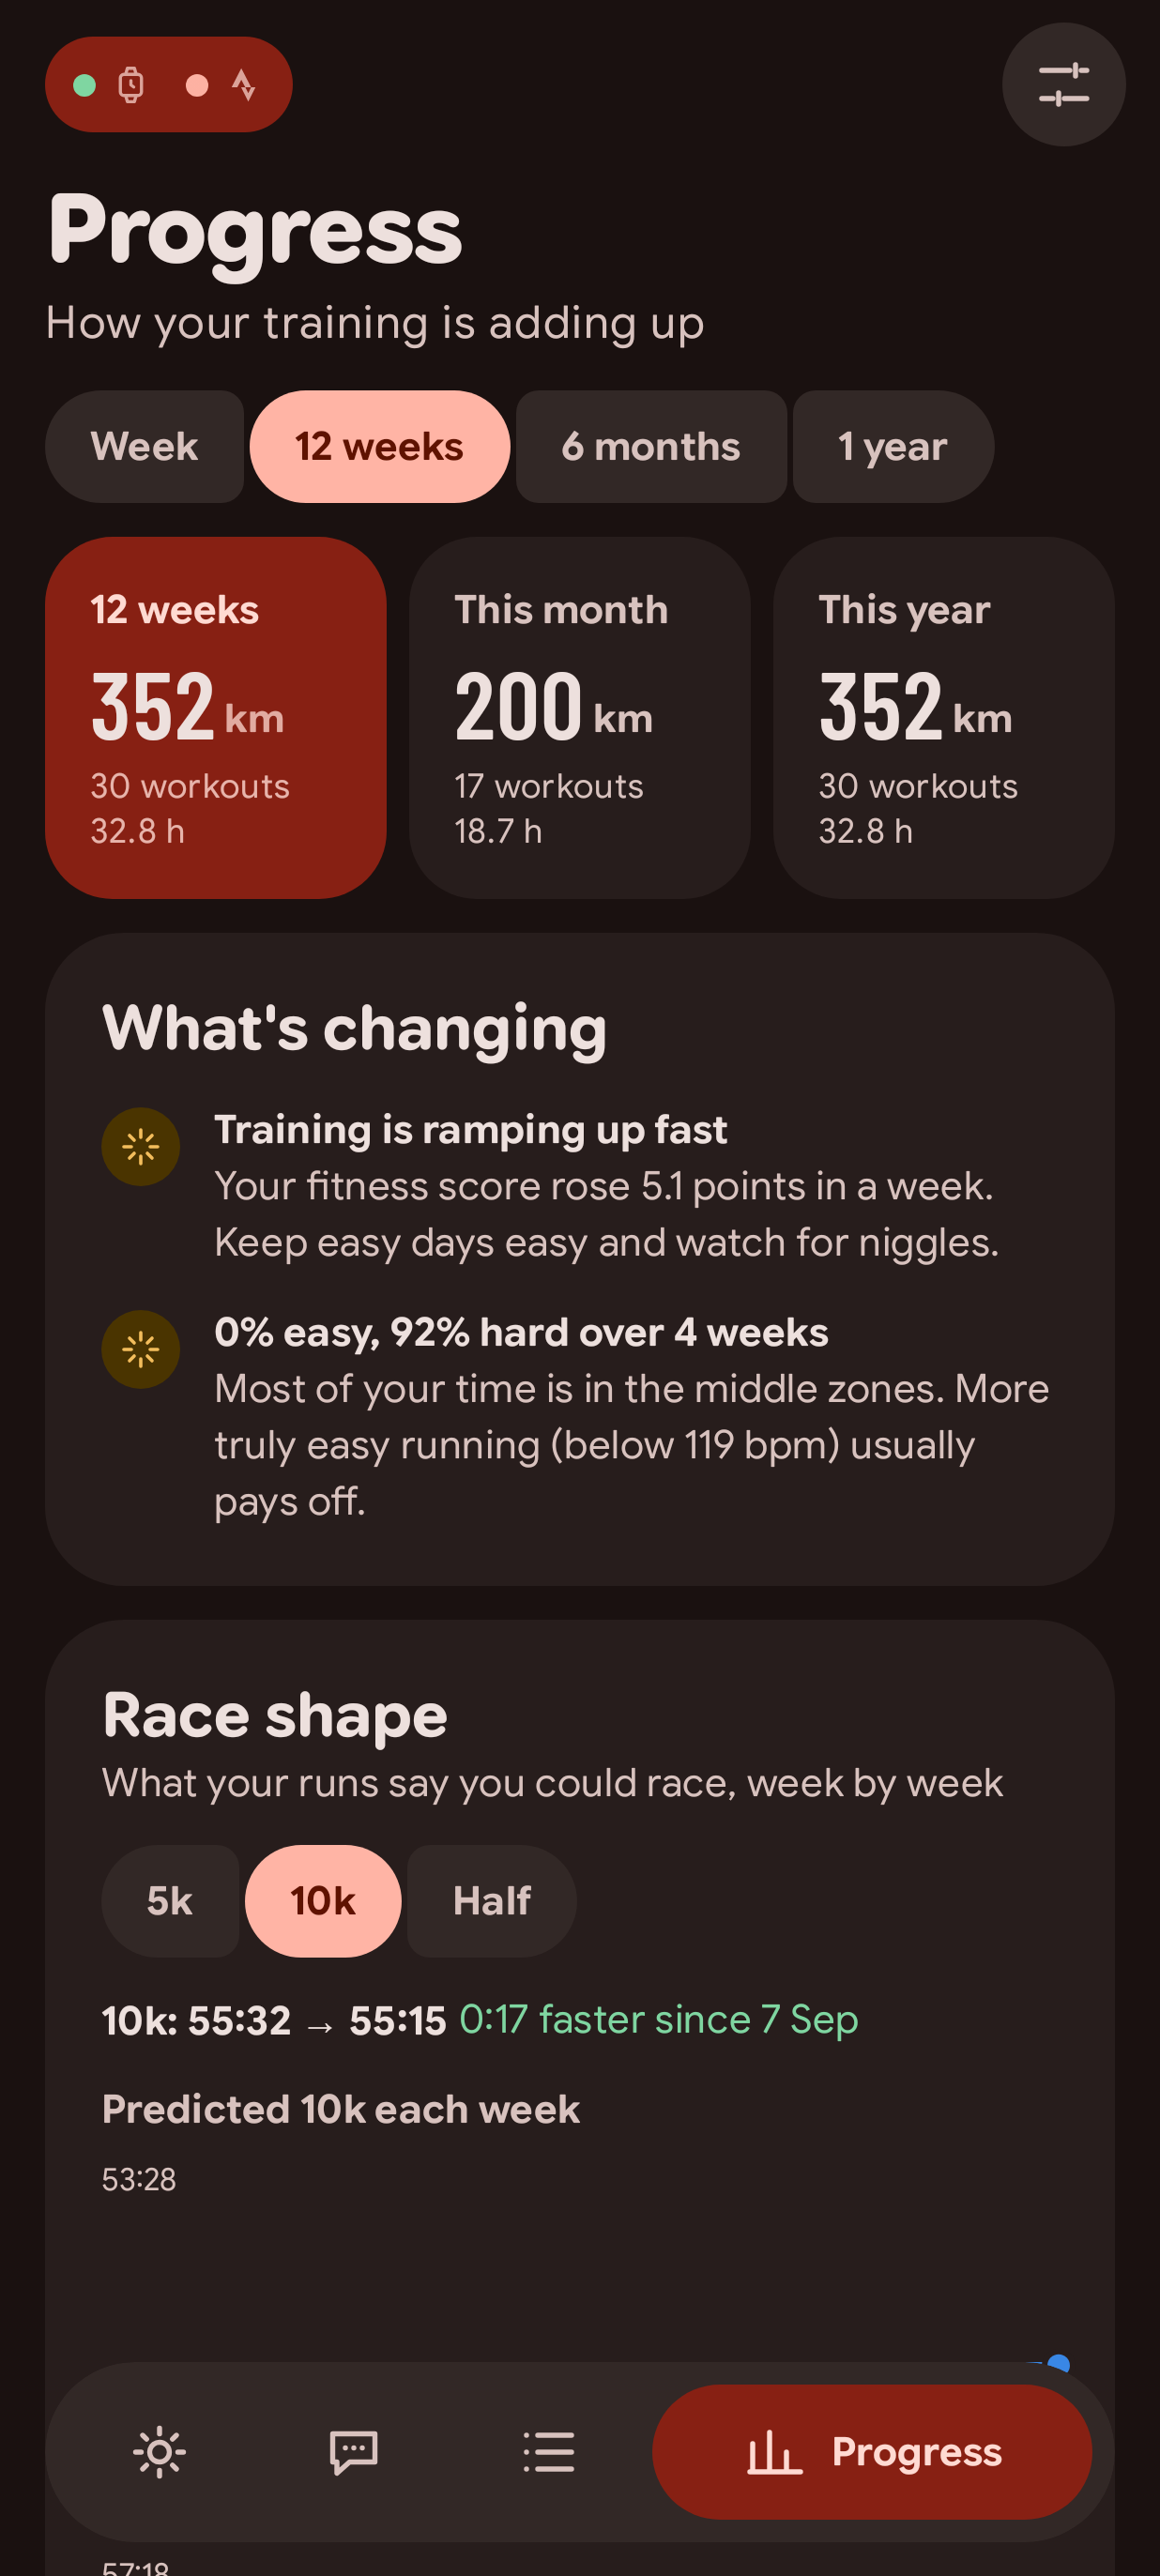 Progress
How your training is adding up
Week
12 weeks
6 months
1 year
12 weeks
352 km
30 workouts
32.8 h
This month
200 km
17 workouts
18.7 h
This year
352 km
30 workouts
32.8 h
What's changing
Training is ramping up fast
Your fitness score rose 5.1 points in a week.
Keep easy days easy and watch for niggles.
0% easy, 92% hard over 4 weeks
Most of your time is in the middle zones. More
truly easy running (below 119 bpm) usually
pays off.
Race shape
What your runs say you could race, week by week
5k
10k
Half
10k: 55:32 → 55:15 0:17 faster since 7 Sep
Predicted 10k each week
53:28
Progress
57:18